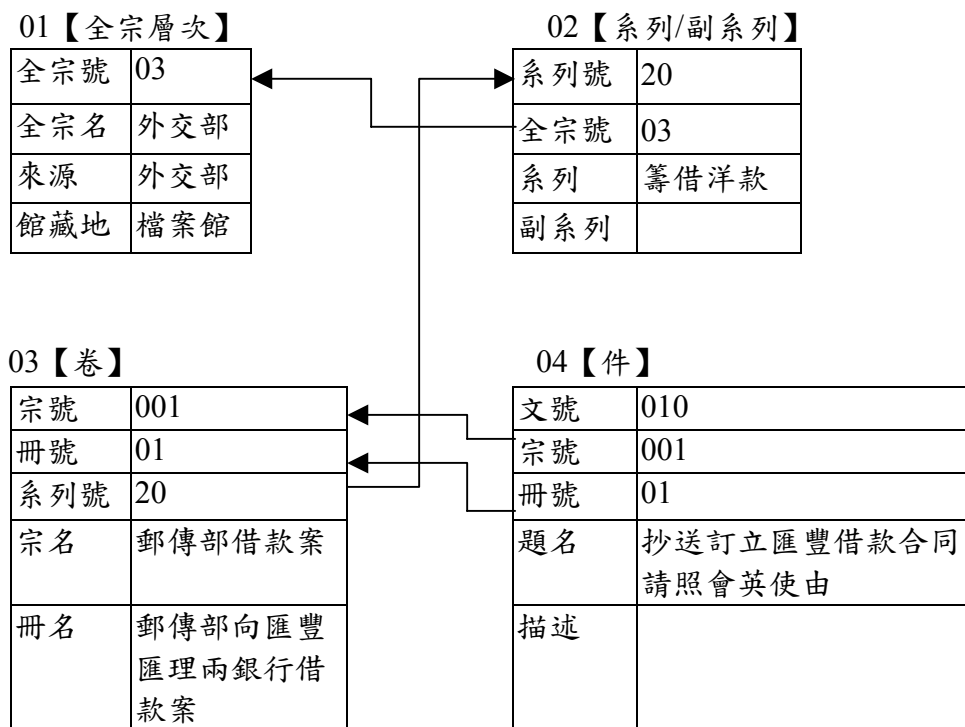 01【全宗層次】
全宗號 03
全宗名 外交部
來源 外交部
館藏地 檔案館
02【系列/副系列】
系列號 20
全宗號 03
系列 籌借洋款
副系列
03【卷】
宗號 001
冊號 01
系列號 20
宗名 郵傳部借款案
冊名 郵傳部向匯豐
匯理兩銀行借
款案
04【件】
文號 010
宗號 001
冊號 01
題名 抄送訂立匯豐借款合同
請照會英使由
描述